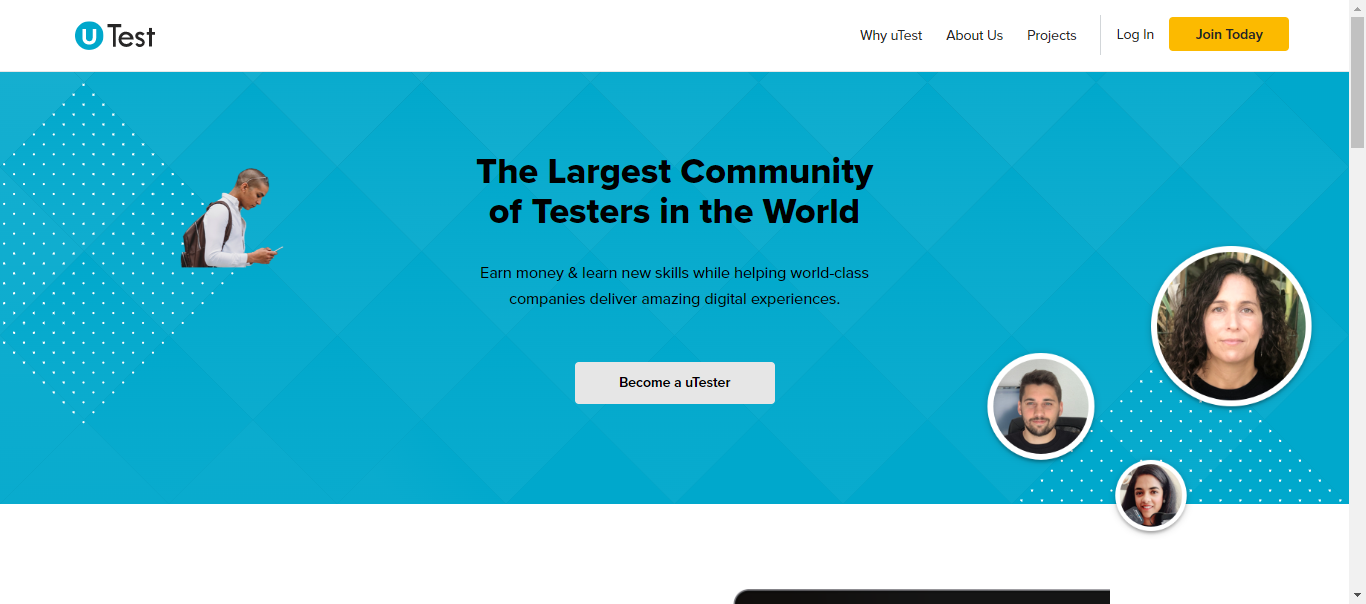 uTest
Why uTest
About Us
Projects
Log In
Join Today
The Largest Community
of Testers in the World
Earn money & learn new skills while helping world-class
companies deliver amazing digital experiences.
Become a uTester